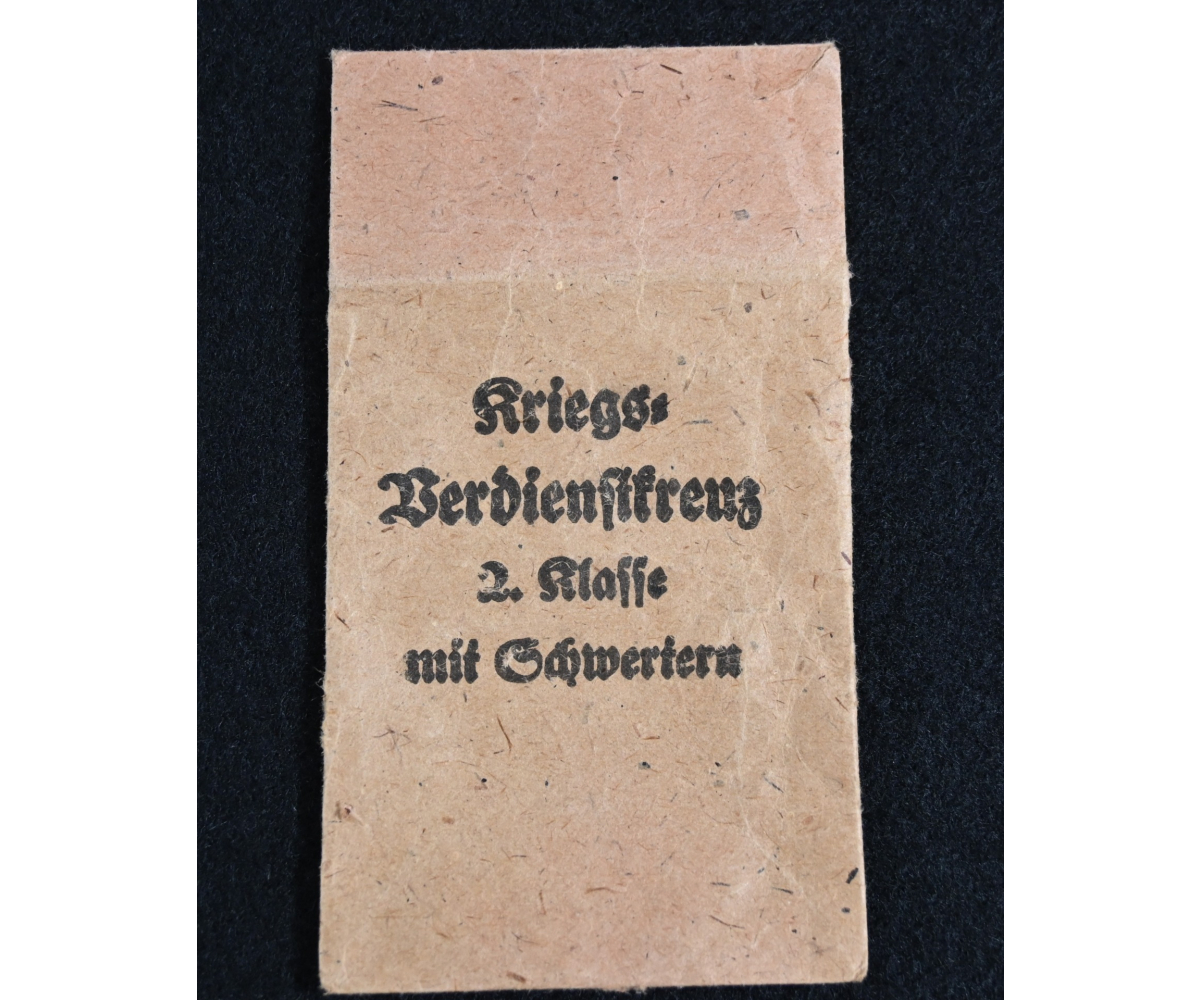 Kriegs-
Verdienstkreuz
2. Klasse
mit Schwertern